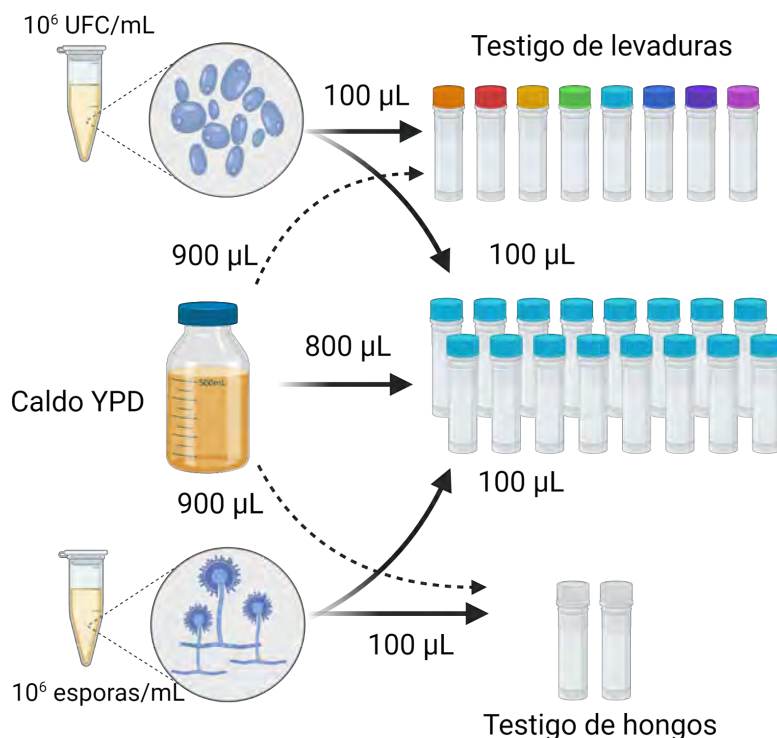 10⁶ UFC/mL
Testigo de levaduras
100 µL
900 µL
100 µL
800 µL
500mL
Caldo YPD
100 µL
900 µL
100 µL
10⁶ esporas/mL
Testigo de hongos